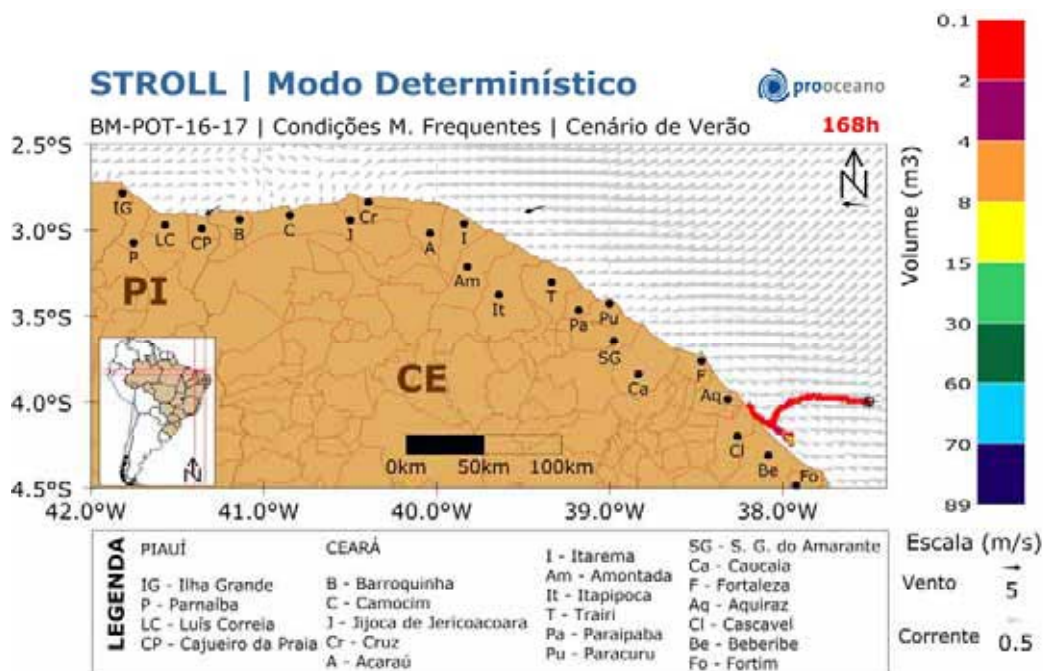 STROLL | Modo Determinístico
prooceano
BM-POT-16-17 | Condições M. Frequentes | Cenário de Verão 168h
2.5°S
3.0°S
3.5°S
4.0°S
4.5°S
42.0°W 41.0°W 40.0°W 39.0°W 38.0°W
N
IG
P
LC
CP
B
C
J
Cr
A
I
Am
It
T
Pa
Pu
SG
Ca
F
Aq
Cl
Be
Fo
PI
CE
N
0km 50km 100km
Volume (m3)
0.1
2
4
8
15
30
60
70
89
LEGENDA
PIAUÍ
IG - Ilha Grande
P - Parnaíba
LC - Luís Correia
CP - Cajueiro da Praia
CEARÁ
B - Barroquinha
C - Camocim
J - Jijoca de Jericoacoara
Cr - Cruz
A - Acaraú
I - Itarema
Am - Amontada
It - Itapipoca
T - Trairi
Pa - Paraipaba
Pu - Paracuru
SG - S. G. do Amarante
Ca - Caucaia
F - Fortaleza
Aq - Aquiraz
Cl - Cascavel
Be - Beberibe
Fo - Fortim
Escala (m/s)
Vento 5
Corrente 0.5